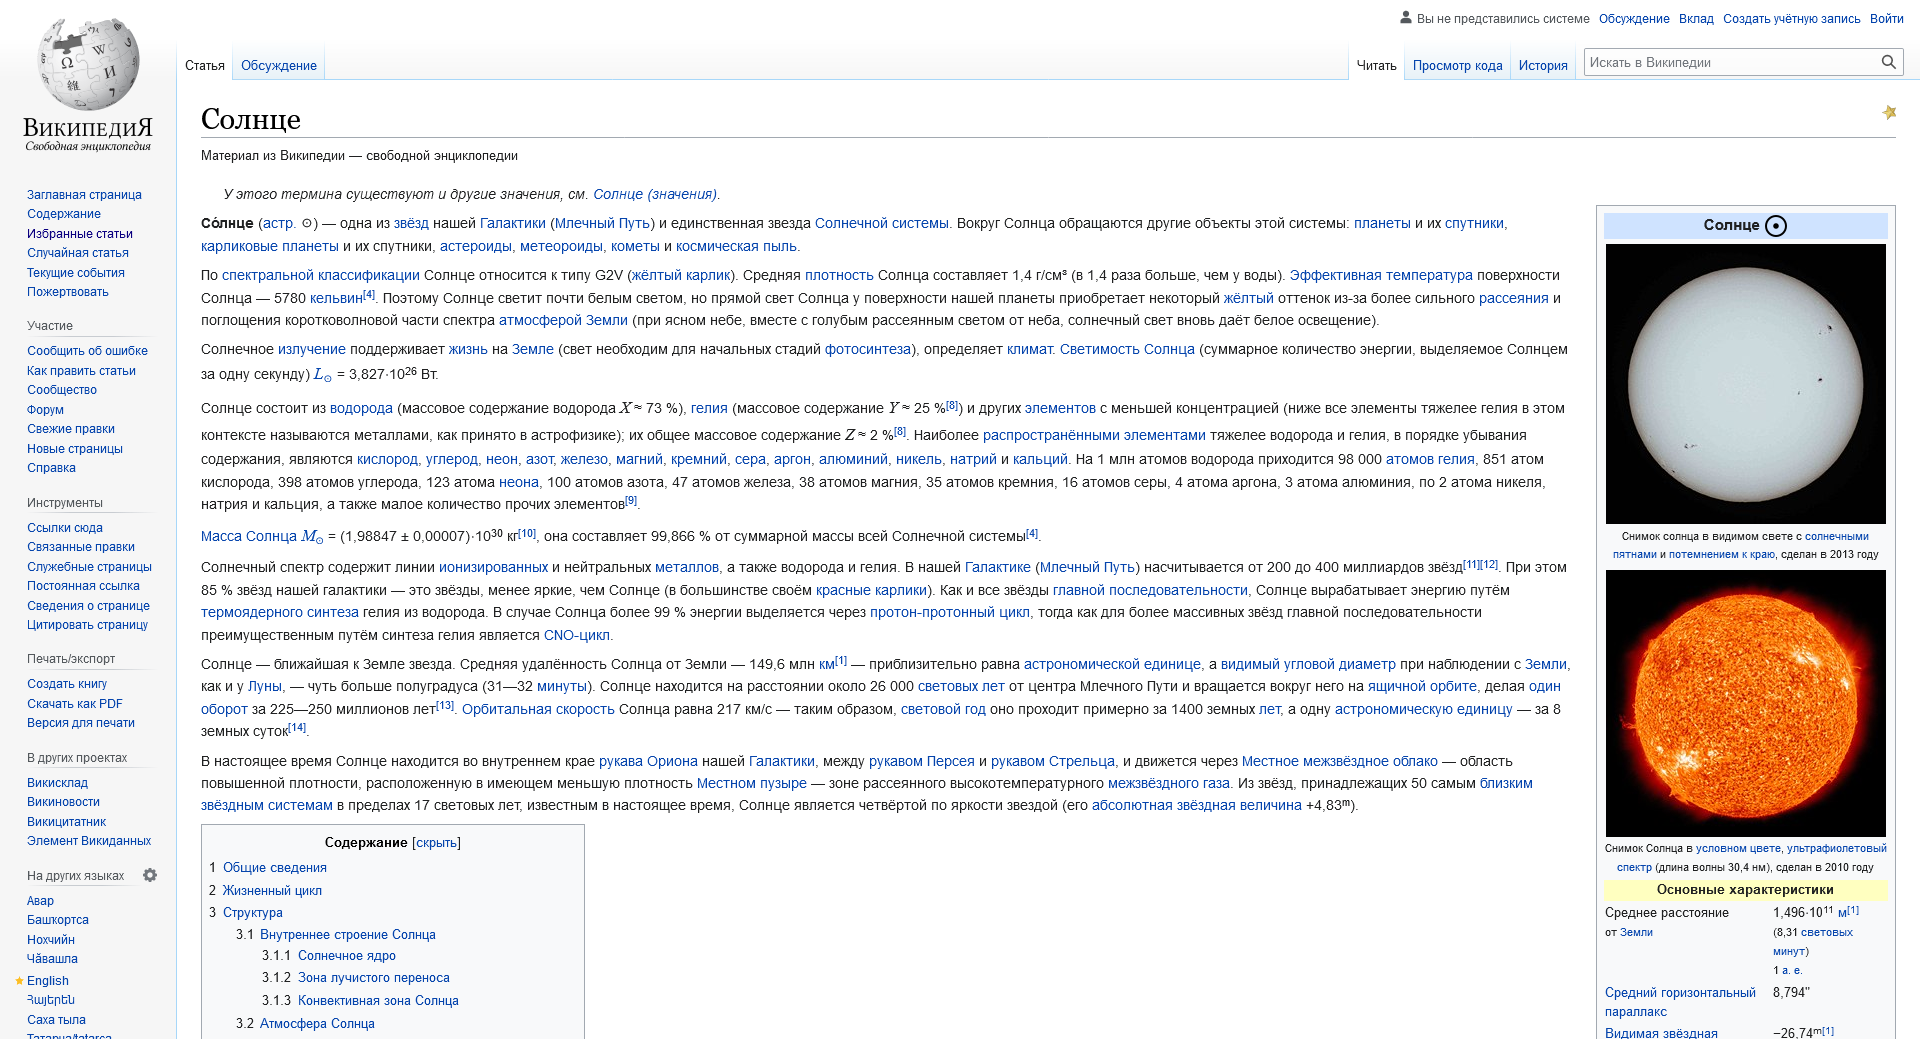 Вы не представились системе Обсуждение Вклад Создать учётную запись Войти
Статья Обсуждение Читать Просмотр кода История Искать в Википедии
ВикипедиЯ
Свободная энциклопедия
Заглавная страница
Содержание
Избранные статьи
Случайная статья
Текущие события
Пожертвовать
Участие
Сообщить об ошибке
Как править статьи
Сообщество
Форум
Свежие правки
Новые страницы
Справка
Инструменты
Ссылки сюда
Связанные правки
Служебные страницы
Постоянная ссылка
Сведения о странице
Цитировать страницу
Печать/экспорт
Создать книгу
Скачать как PDF
Версия для печати
В других проектах
Викисклад
Викиновости
Викицитатник
Элемент Викиданных
На других языках
Авар
Башҡортса
Нохчийн
Чӑвашла
English
Հայերեն
Саха тыла
Татарча/tatarça
Солнце
Материал из Википедии — свободной энциклопедии
У этого термина существуют и другие значения, см. Солнце (значения).
Со́лнце (астр. ☉) — одна из звёзд нашей Галактики (Млечный Путь) и единственная звезда Солнечной системы. Вокруг Солнца обращаются другие объекты этой системы: планеты и их спутники,
карликовые планеты и их спутники, астероиды, метеороиды, кометы и космическая пыль.
По спектральной классификации Солнце относится к типу G2V (жёлтый карлик). Средняя плотность Солнца составляет 1,4 г/см³ (в 1,4 раза больше, чем у воды). Эффективная температура поверхности
Солнца — 5780 кельвин[4]. Поэтому Солнце светит почти белым светом, но прямой свет Солнца у поверхности нашей планеты приобретает некоторый жёлтый оттенок из-за более сильного рассеяния и
поглощения коротковолновой части спектра атмосферой Земли (при ясном небе, вместе с голубым рассеянным светом от неба, солнечный свет вновь даёт белое освещение).
Солнечное излучение поддерживает жизнь на Земле (свет необходим для начальных стадий фотосинтеза), определяет климат. Светимость Солнца (суммарное количество энергии, выделяемое Солнцем
за одну секунду) L☉ = 3,827·10²⁶ Вт.
Солнце состоит из водорода (массовое содержание водорода X ≈ 73 %), гелия (массовое содержание Y ≈ 25 %[8]) и других элементов с меньшей концентрацией (ниже все элементы тяжелее гелия в этом
контексте называются металлами, как принято в астрофизике); их общее массовое содержание Z ≈ 2 %[8]. Наиболее распространёнными элементами тяжелее водорода и гелия, в порядке убывания
содержания, являются кислород, углерод, неон, азот, железо, магний, кремний, сера, аргон, алюминий, никель, натрий и кальций. На 1 млн атомов водорода приходится 98 000 атомов гелия, 851 атом
кислорода, 398 атомов углерода, 123 атома неона, 100 атомов азота, 47 атомов железа, 38 атомов магния, 35 атомов кремния, 16 атомов серы, 4 атома аргона, 3 атома алюминия, по 2 атома никеля,
натрия и кальция, а также малое количество прочих элементов[9].
Масса Солнца M☉ = (1,98847 ± 0,00007)·10³⁰ кг[10], она составляет 99,866 % от суммарной массы всей Солнечной системы[4].
Солнечный спектр содержит линии ионизированных и нейтральных металлов, а также водорода и гелия. В нашей Галактике (Млечный Путь) насчитывается от 200 до 400 миллиардов звёзд[11][12]. При этом
85 % звёзд нашей галактики — это звёзды, менее яркие, чем Солнце (в большинстве своём красные карлики). Как и все звёзды главной последовательности, Солнце вырабатывает энергию путём
термоядерного синтеза гелия из водорода. В случае Солнца более 99 % энергии выделяется через протон-протонный цикл, тогда как для более массивных звёзд главной последовательности
преимущественным путём синтеза гелия является CNO-цикл.
Солнце — ближайшая к Земле звезда. Средняя удалённость Солнца от Земли — 149,6 млн км[1] — приблизительно равна астрономической единице, а видимый угловой диаметр при наблюдении с Земли,
как и у Луны, — чуть больше полуградуса (31—32 минуты). Солнце находится на расстоянии около 26 000 световых лет от центра Млечного Пути и вращается вокруг него на ящичной орбите, делая один
оборот за 225—250 миллионов лет[13]. Орбитальная скорость Солнца равна 217 км/с — таким образом, световой год оно проходит примерно за 1400 земных лет, а одну астрономическую единицу — за 8
земных суток[14].
В настоящее время Солнце находится во внутреннем крае рукава Ориона нашей Галактики, между рукавом Персея и рукавом Стрельца, и движется через Местное межзвёздное облако — область
повышенной плотности, расположенную в имеющем меньшую плотность Местном пузыре — зоне рассеянного высокотемпературного межзвёздного газа. Из звёзд, принадлежащих 50 самым близким
звёздным системам в пределах 17 световых лет, известным в настоящее время, Солнце является четвёртой по яркости звездой (его абсолютная звёздная величина +4,83ᵐ).
Содержание [скрыть]
1 Общие сведения
2 Жизненный цикл
3 Структура
3.1 Внутреннее строение Солнца
3.1.1 Солнечное ядро
3.1.2 Зона лучистого переноса
3.1.3 Конвективная зона Солнца
3.2 Атмосфера Солнца
Солнце ☉
Снимок солнца в видимом свете с солнечными
пятнами и потемнением к краю, сделан в 2013 году
Снимок Солнца в условном цвете, ультрафиолетовый
спектр (длина волны 30,4 нм), сделан в 2010 году
Основные характеристики
Среднее расстояние 1,496·10¹¹ м[1]
от Земли (8,31 световых
минут)
1 а. е.
Средний горизонтальный 8,794"
параллакс
Видимая звёздная −26,74ᵐ[1]